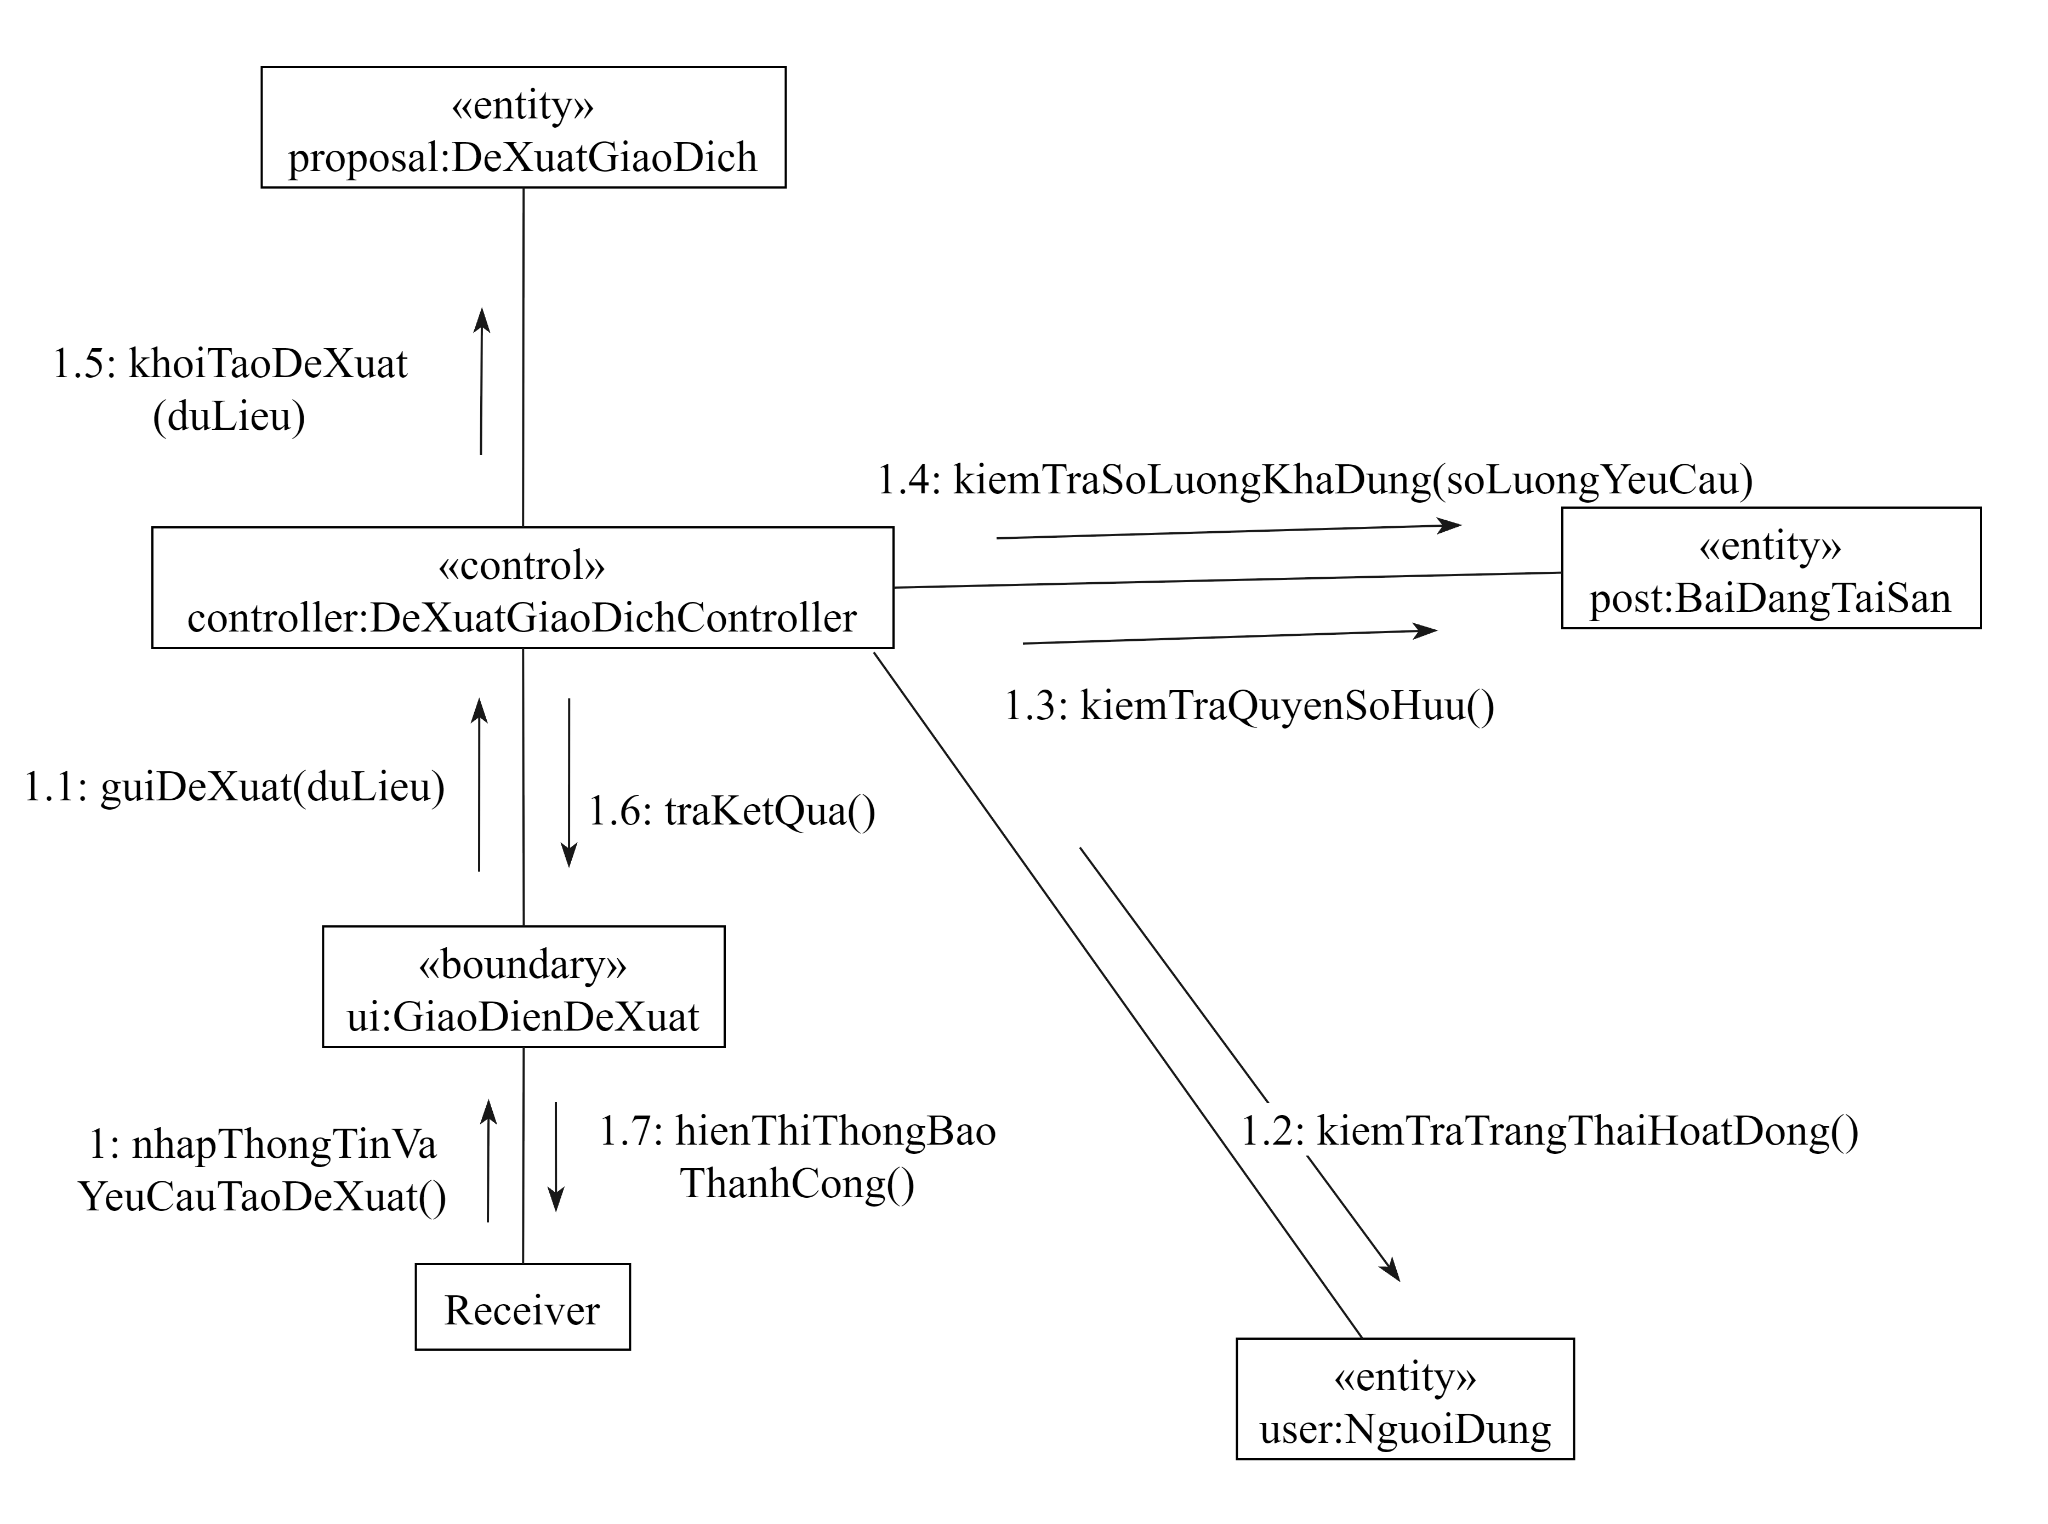 «entity»
proposal:DeXuatGiaoDich
1.5: khoiTaoDeXuat
(duLieu)
1.4: kiemTraSoLuongKhaDung(soLuongYeuCau)
«control»
controller:DeXuatGiaoDichController
«entity»
post:BaiDangTaiSan
1.3: kiemTraQuyenSoHuu()
1.1: guiDeXuat(duLieu)
1.6: traKetQua()
«boundary»
ui:GiaoDienDeXuat
1: nhapThongTinVa
YeuCauTaoDeXuat()
1.7: hienThiThongBao
ThanhCong()
1.2: kiemTraTrangThaiHoatDong()
Receiver
«entity»
user:NguoiDung